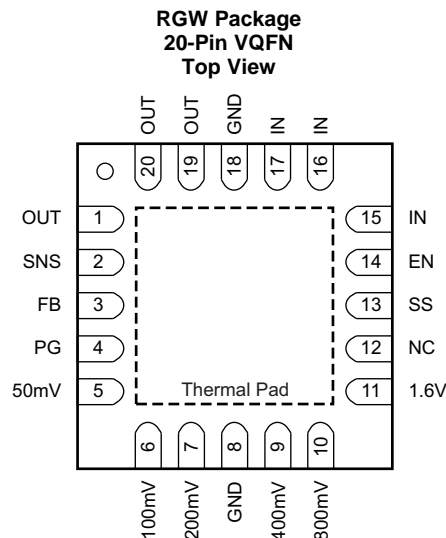 RGW Package
20-Pin VQFN
Top View
OUT OUT GND IN IN
20 19 18 17 16
OUT 1 15 IN
SNS 2 14 EN
FB 3 13 SS
PG 4 12 NC
50mV 5 Thermal Pad 11 1.6V
6 7 8 9 10
100mV 200mV GND 400mV 800mV